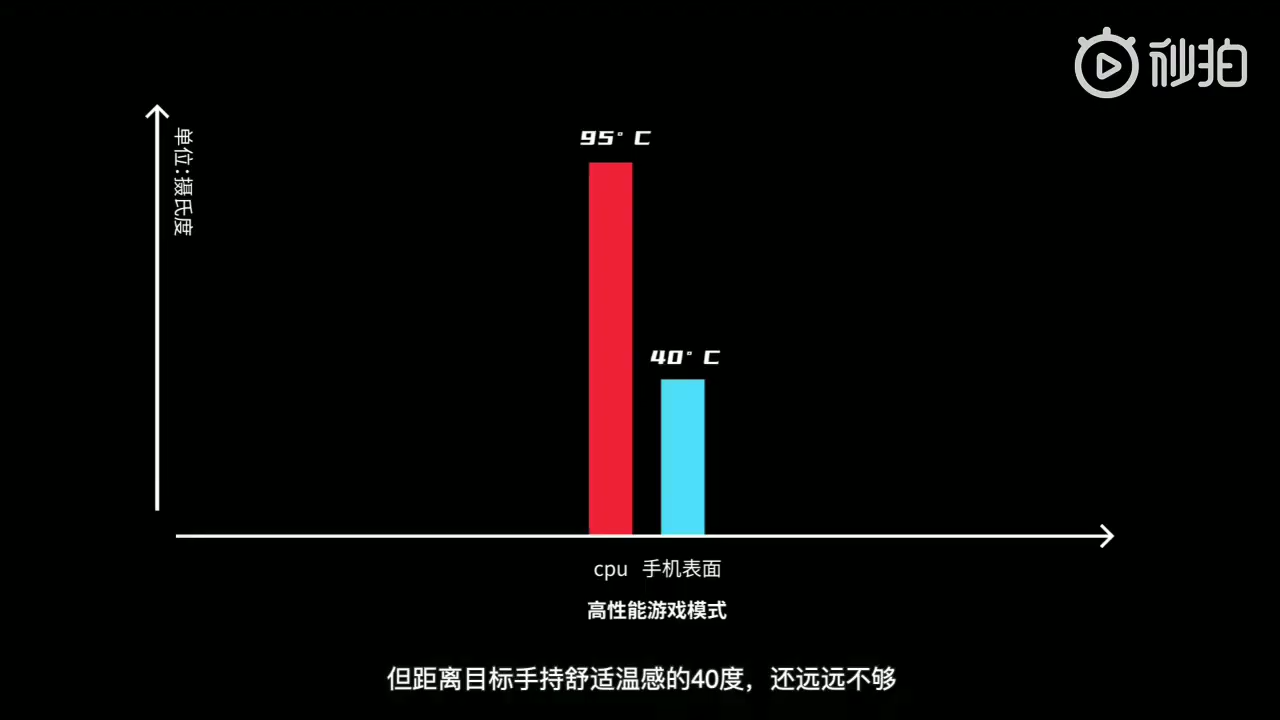 秒拍
单位:摄氏度
95° C
40° C
cpu 手机表面
高性能游戏模式
但距离目标手持舒适温感的40度，还远远不够